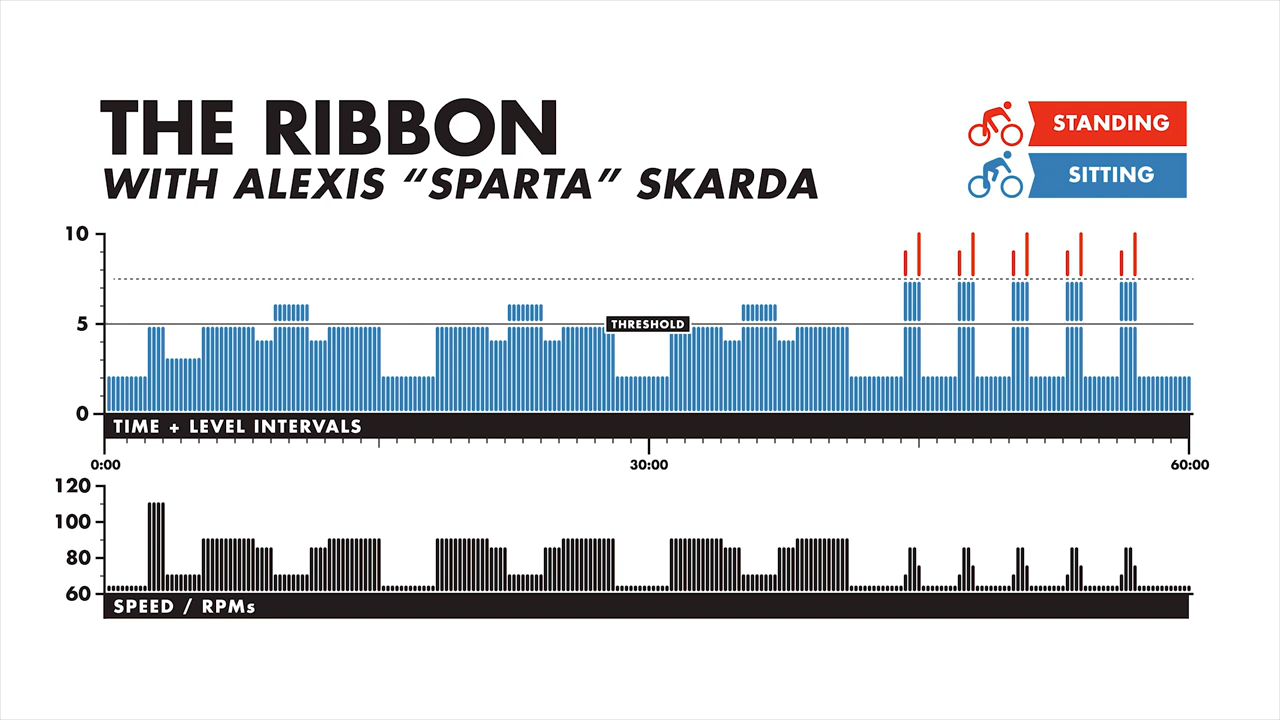 THE RIBBON
WITH ALEXIS “SPARTA” SKARDA
STANDING
SITTING
10
5
0
THRESHOLD
TIME + LEVEL INTERVALS
0:00
30:00
60:00
120
100
80
60
SPEED / RPMs